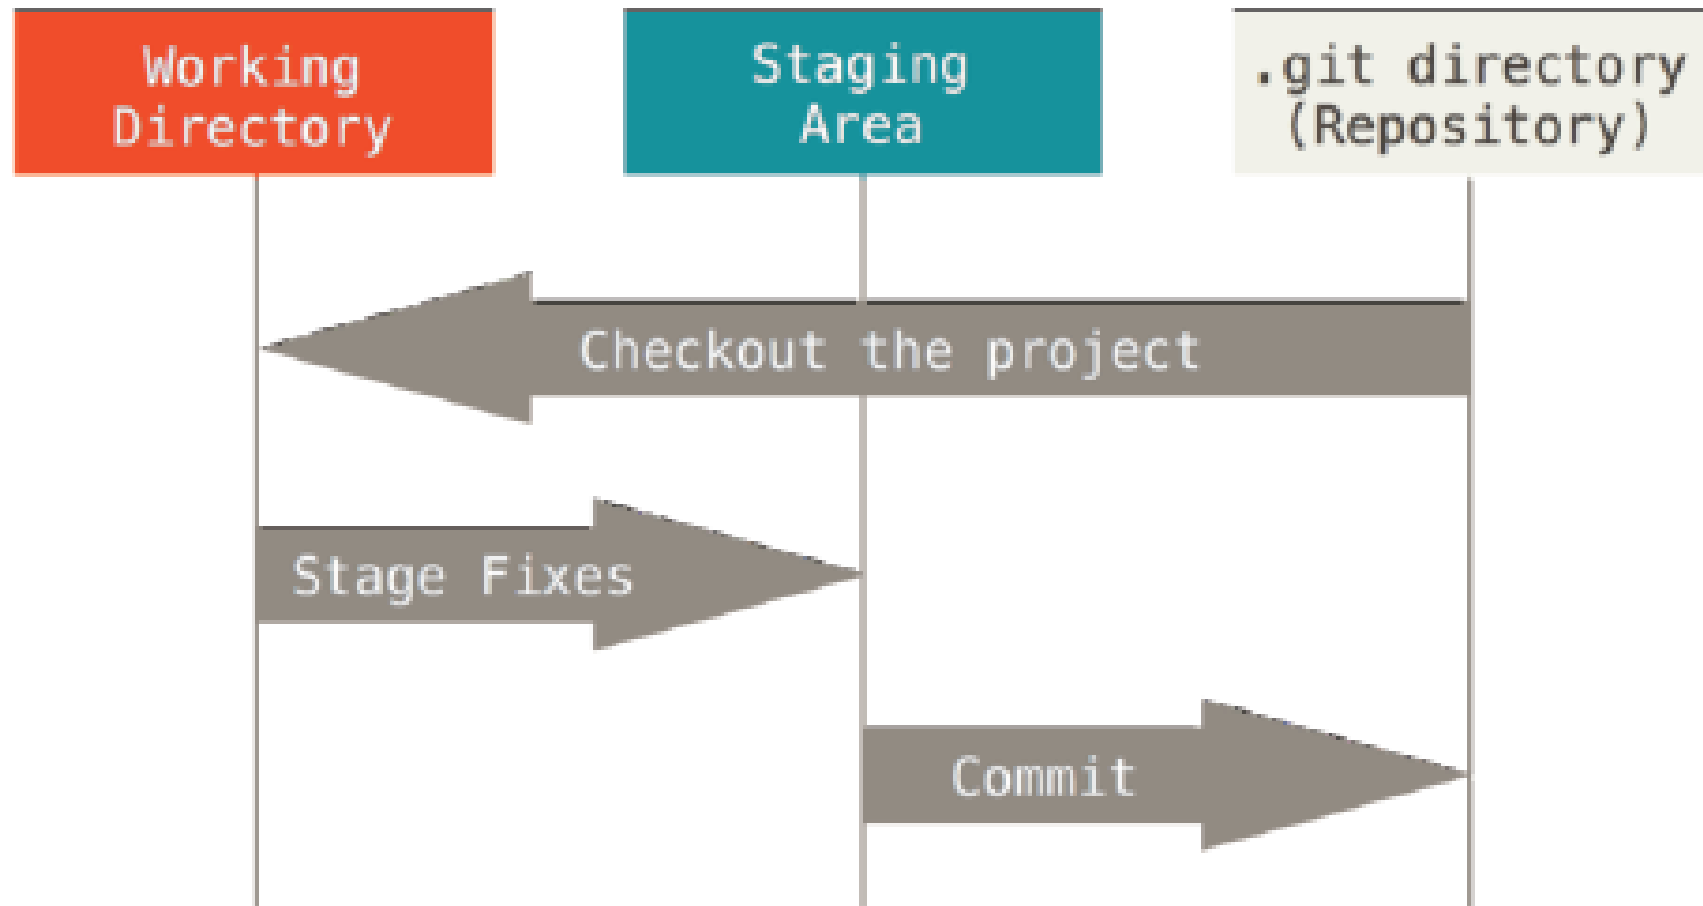 Working
Directory
Staging
Area
.git directory
(Repository)
Checkout the project
Stage Fixes
Commit